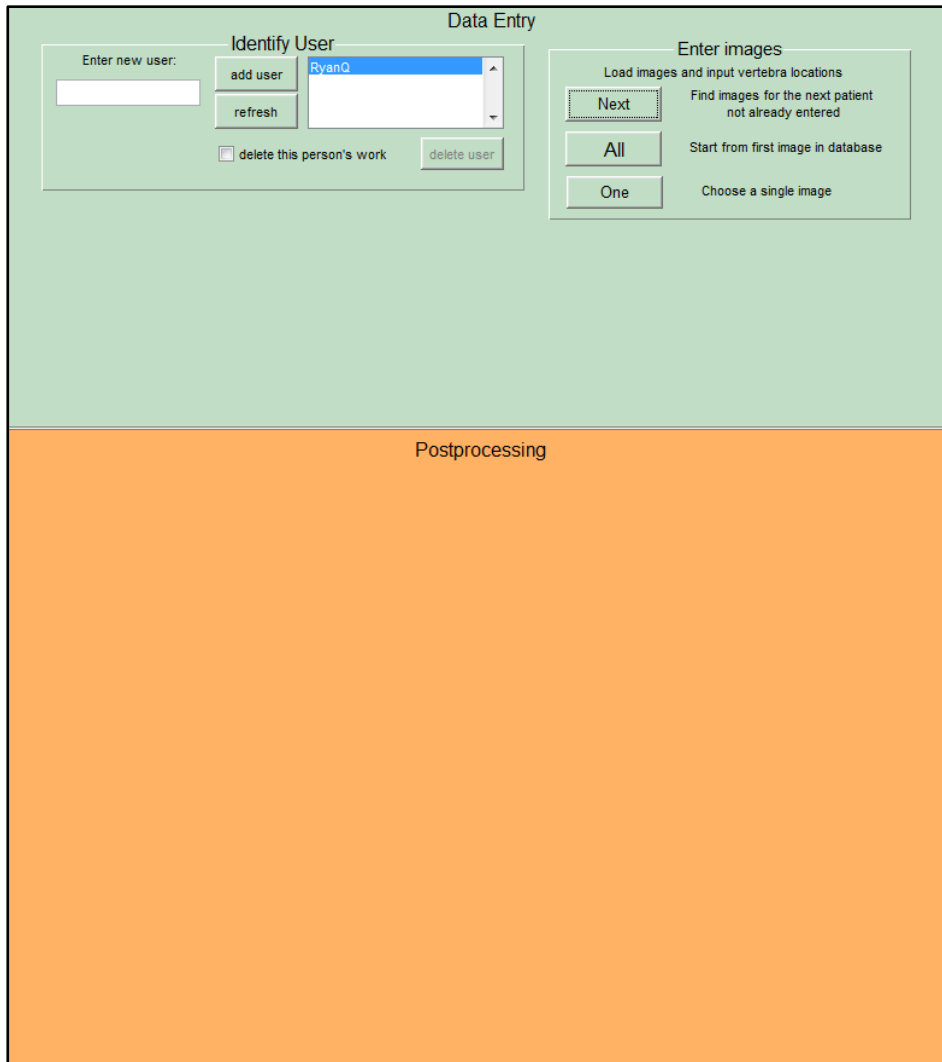 Data Entry
Identify User
Enter new user:
add user
refresh
RyanQ
delete this person's work
delete user
Enter images
Load images and input vertebra locations
Next
Find images for the next patient
not already entered
All
Start from first image in database
One
Choose a single image
Postprocessing